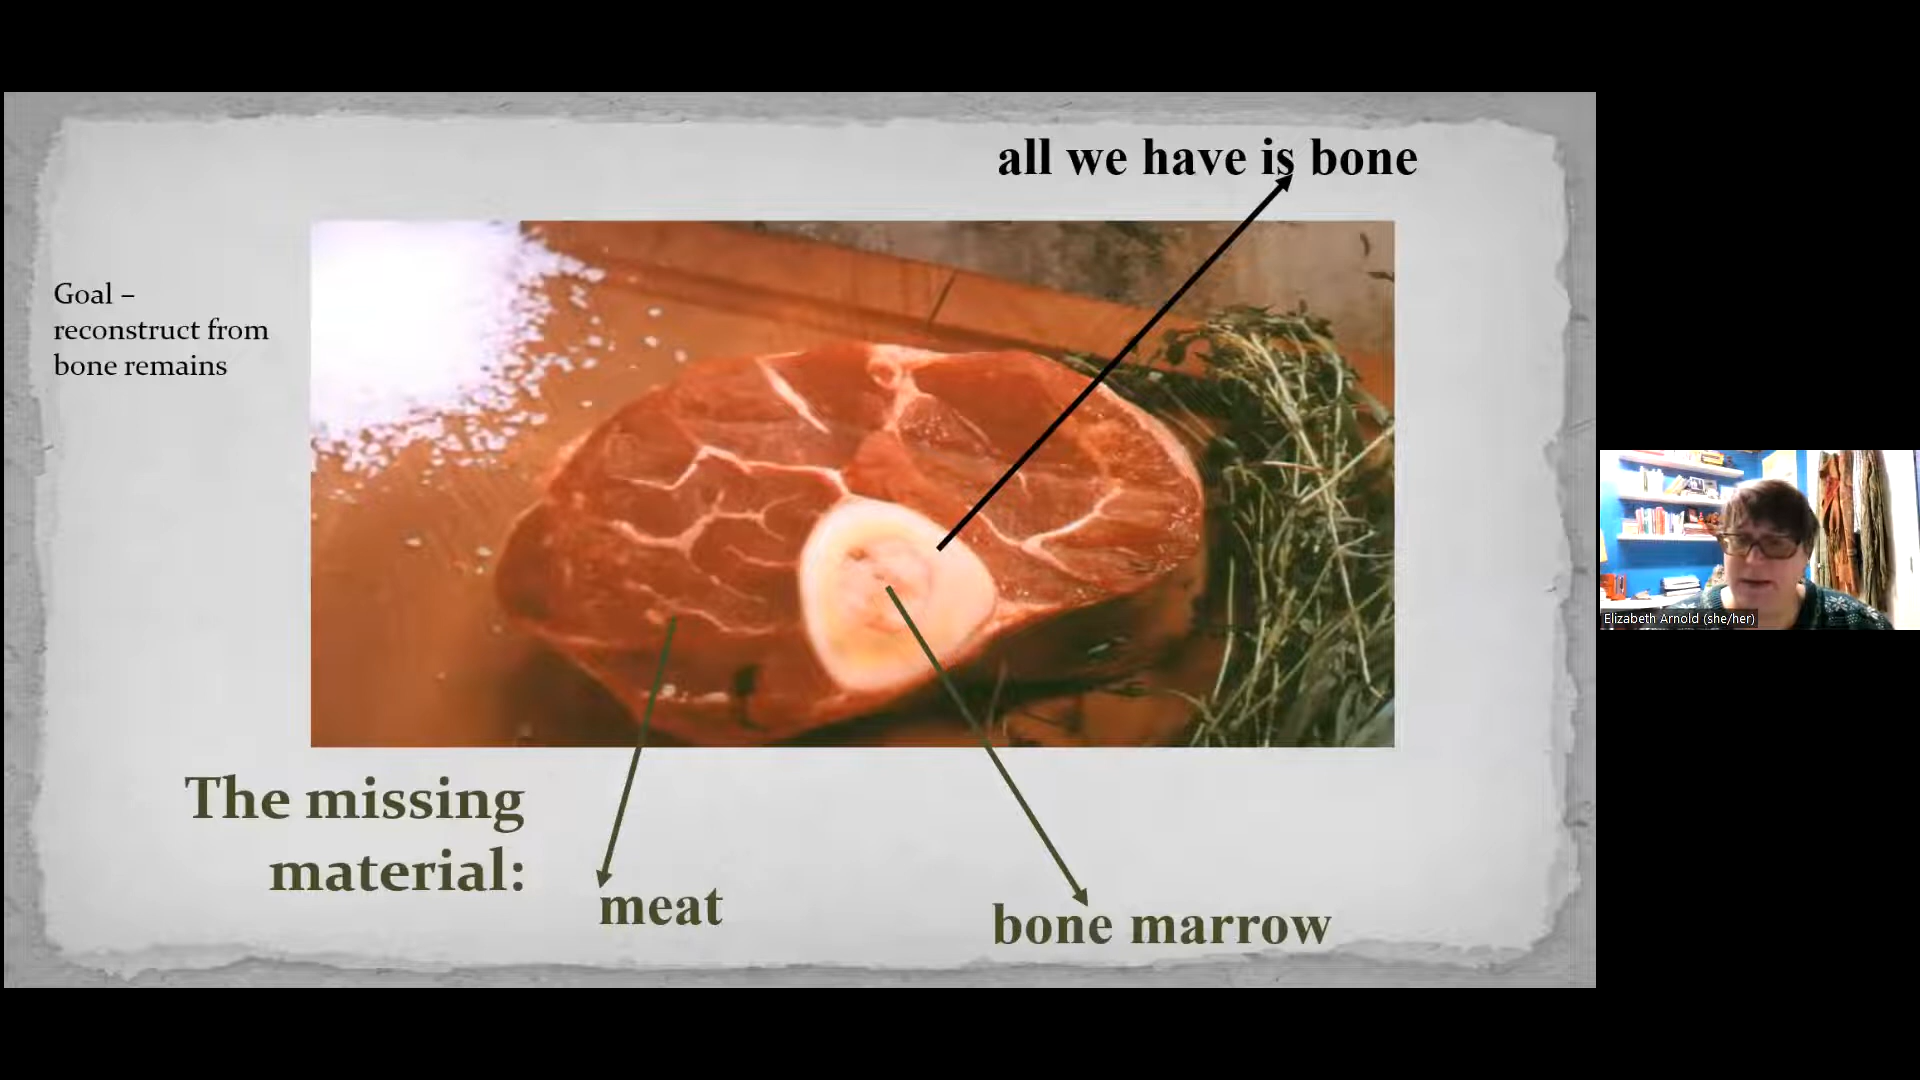 all we have is bone
Goal –
reconstruct from
bone remains
The missing
material:
meat
bone marrow
Elizabeth Arnold (she/her)